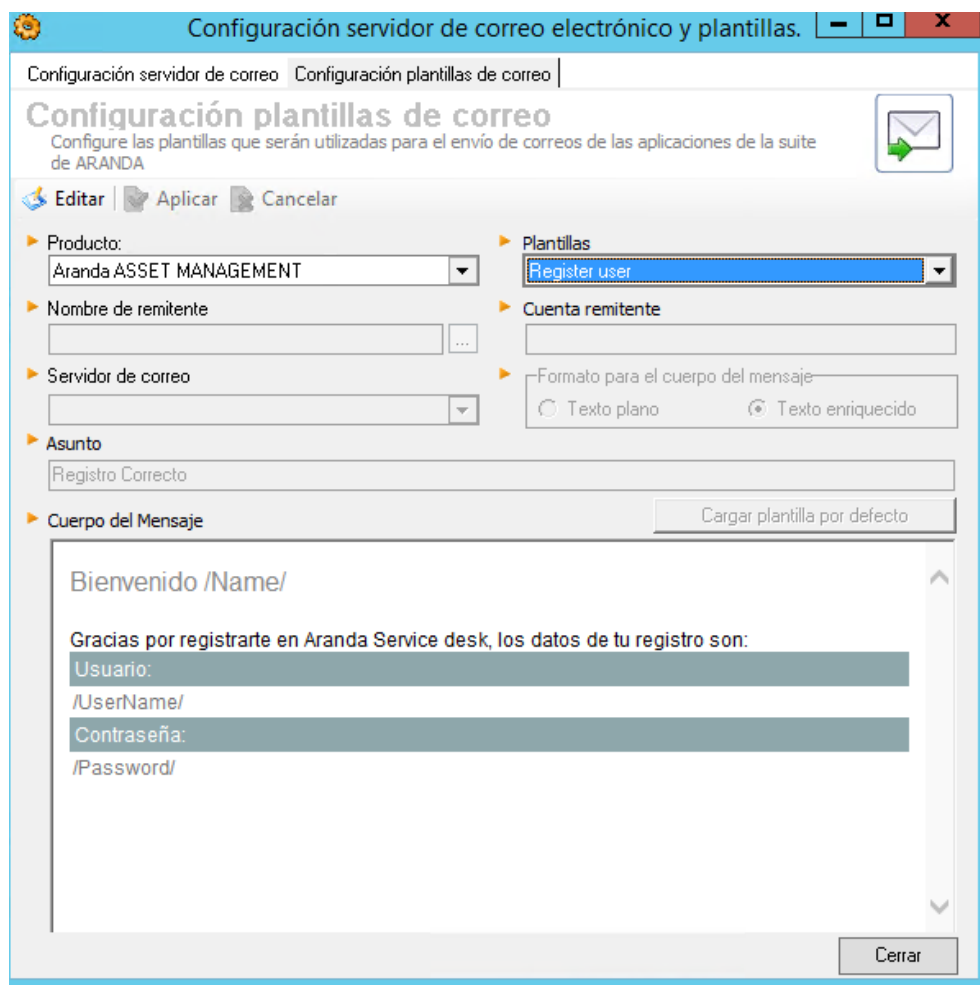 Configuración servidor de correo electrónico y plantillas.
Configuración servidor de correo Configuración plantillas de correo
Configuración plantillas de correo
Configure las plantillas que serán utilizadas para el envío de correos de las aplicaciones de la suite
de ARANDA
Editar Aplicar Cancelar
Producto: Plantillas
Aranda ASSET MANAGEMENT Register user
Nombre de remitente Cuenta remitente
...
Servidor de correo Formato para el cuerpo del mensaje
Texto plano Texto enriquecido
Asunto
Registro Correcto
Cuerpo del Mensaje Cargar plantilla por defecto
Bienvenido /Name/
Gracias por registrarte en Aranda Service desk, los datos de tu registro son:
Usuario:
/UserName/
Contraseña:
/Password/
Cerrar